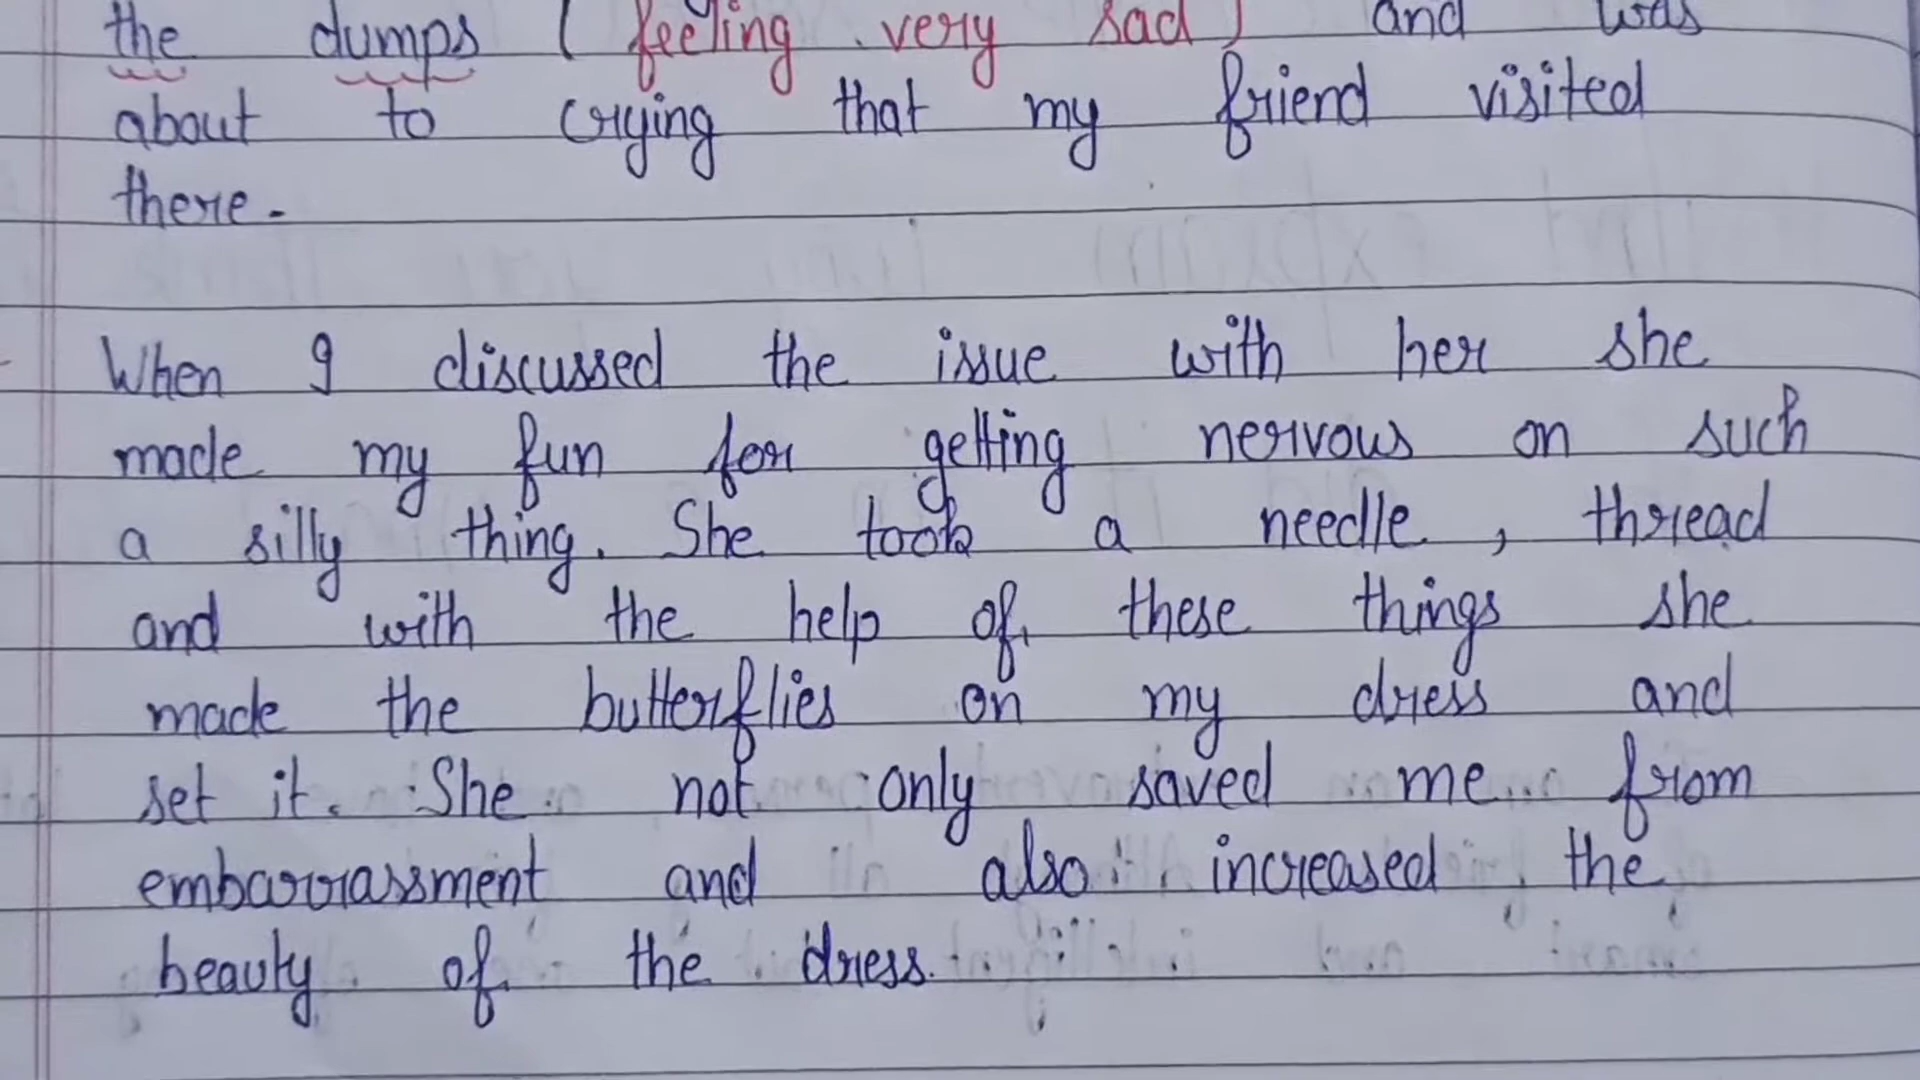 the dumps ( feeling very sad ) and was
about to crying that my friend visited
there.
When I discussed the issue with her she
made my fun for getting nervous on such
a silly thing. She took a needle, thread
and with the help of these things she
made the butterflies on my dress and
set it. She not only saved me from
embarrassment and also increased the
beauty of the dress.